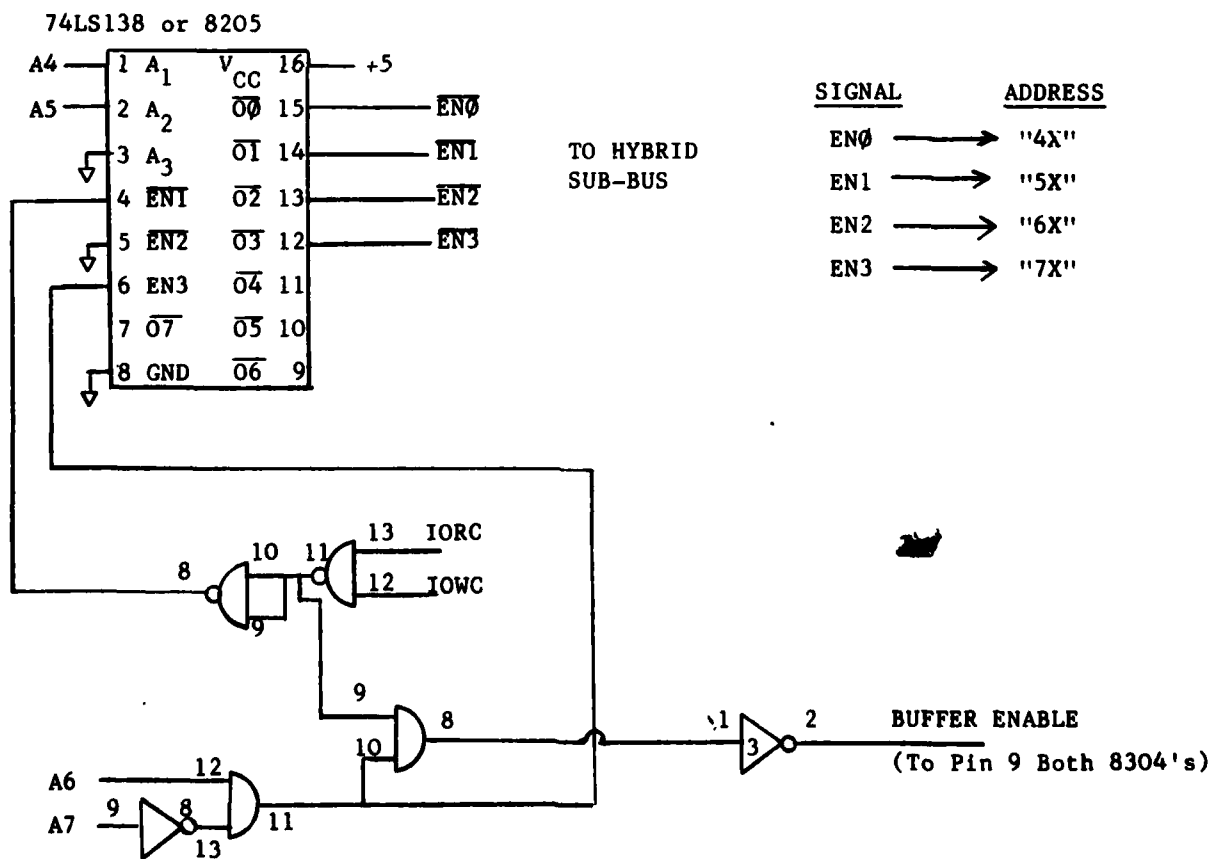 74LS138 or 8205
A4 1 A1 VCC 16 +5
A5 2 A2 O̅0̸̅ 15 E̅N̅0̸̅
3 A3 O̅1̅ 14 E̅N̅1̅
4 E̅N̅1̅ O̅2̅ 13 E̅N̅2̅
5 E̅N̅2̅ O̅3̅ 12 E̅N̅3̅
6 EN3 O̅4̅ 11
7 O̅7̅ O̅5̅ 10
8 GND O̅6̅ 9
TO HYBRID
SUB-BUS
SIGNAL ADDRESS
EN0̸ "4X"
EN1 "5X"
EN2 "6X"
EN3 "7X"
13 IORC
8 10 11
12 IOWC
9
9
8
10
1 3 2
BUFFER ENABLE
(To Pin 9 Both 8304's)
A6 12
A7 9 8 11
13